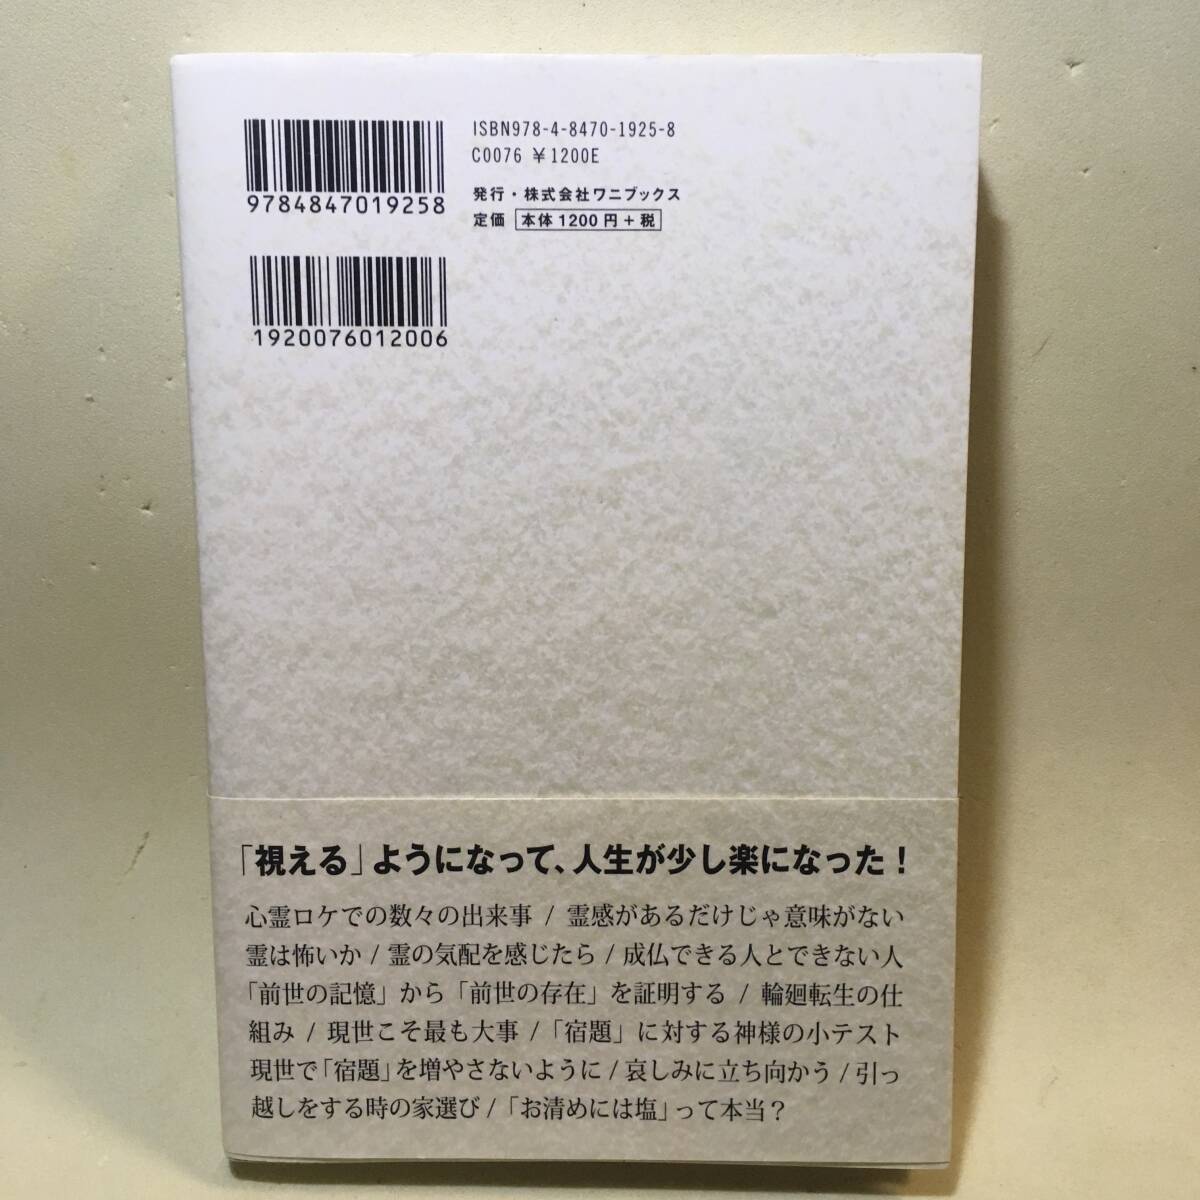 ISBN978-4-8470-1925-8
C0076 ¥1200E
9784847019258
発行・株式会社ワニブックス
定価 本体1200円+税
1920076012006
「視える」ようになって、人生が少し楽になった！
心霊ロケでの数々の出来事 / 霊感があるだけじゃ意味がない
霊は怖いか / 霊の気配を感じたら / 成仏できる人とできない人
「前世の記憶」から「前世の存在」を証明する / 輪廻転生の仕
組み / 現世こそ最も大事 / 「宿題」に対する神様の小テスト
現世で「宿題」を増やさないように / 哀しみに立ち向かう / 引っ
越しをする時の家選び / 「お清めには塩」って本当？